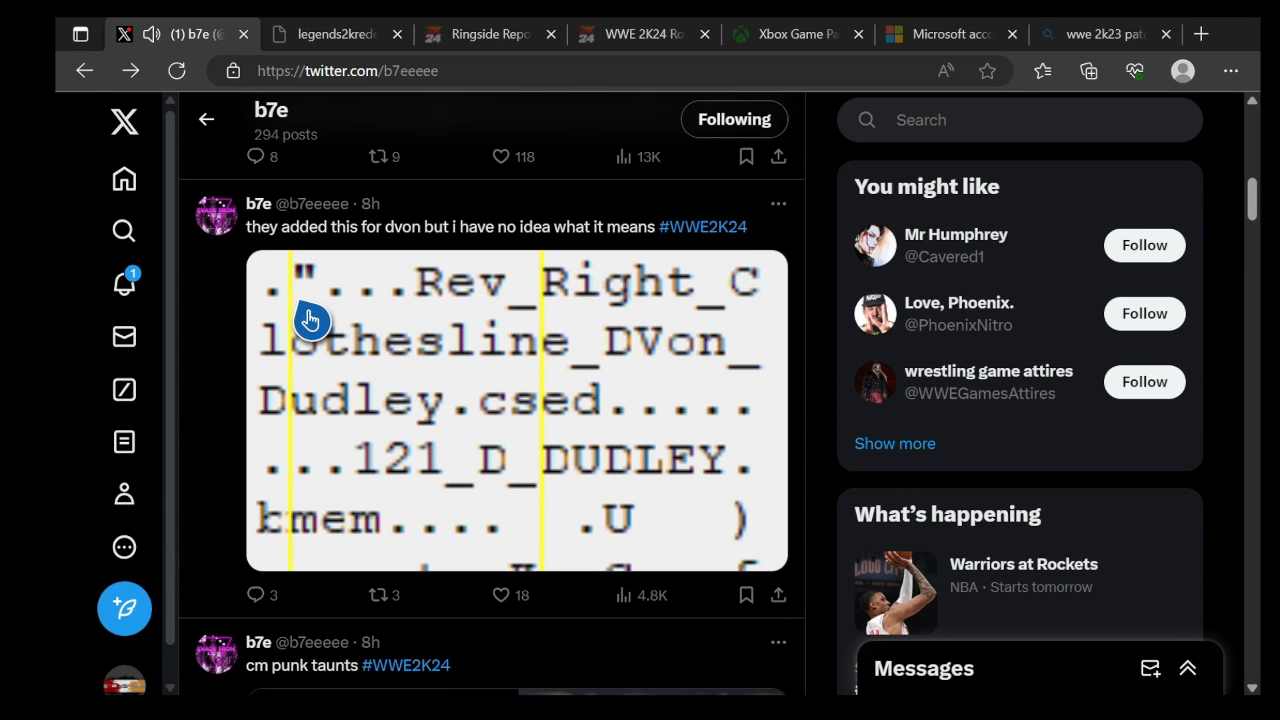 (1) b7e (@
legends2krede
Ringside Repo
WWE 2K24 Ro
Xbox Game Pa
Microsoft acco
wwe 2k23 patc
https://twitter.com/b7eeeee
b7e
294 posts
Following
8
9
118
13K
b7e @b7eeeee · 8h
they added this for dvon but i have no idea what it means #WWE2K24
."...Rev_Right_C
lothesline_DVon_
Dudley.csed.....
...121_D_DUDLEY.
bmem.... .U )
3
3
18
4.8K
b7e @b7eeeee · 8h
cm punk taunts #WWE2K24
Search
You might like
Mr Humphrey
@Cavered1
Follow
Love, Phoenix.
@PhoenixNitro
Follow
wrestling game attires
@WWEGamesAttires
Follow
Show more
What's happening
Warriors at Rockets
NBA · Starts tomorrow
Messages
1